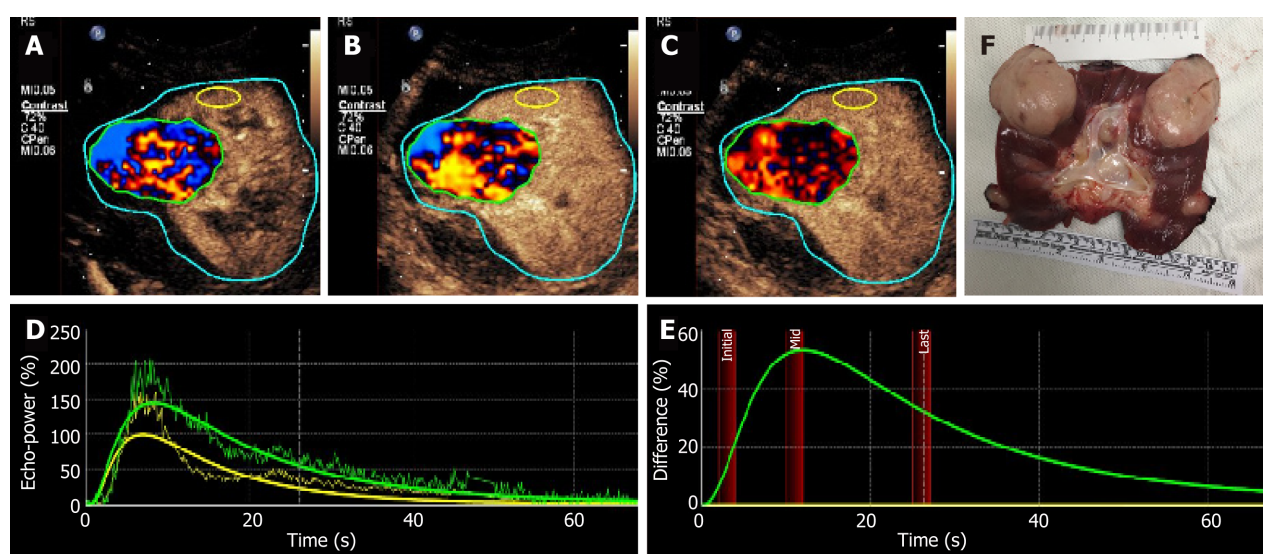 RS
A
P
MI0.05
Contrast
72%
C 40
CPen
MI0.06
RS
B
P
MI0.05
Contrast
72%
C 40
CPen
MI0.06
RS
C
P
Contrast
72%
C 40
CPen
MI0.06
F
D
250
200
150
100
50
0
Echo-power (%)
0
20
40
60
Time (s)
E
60
40
20
0
Difference (%)
Initial
Mid
Last
0
20
40
60
Time (s)